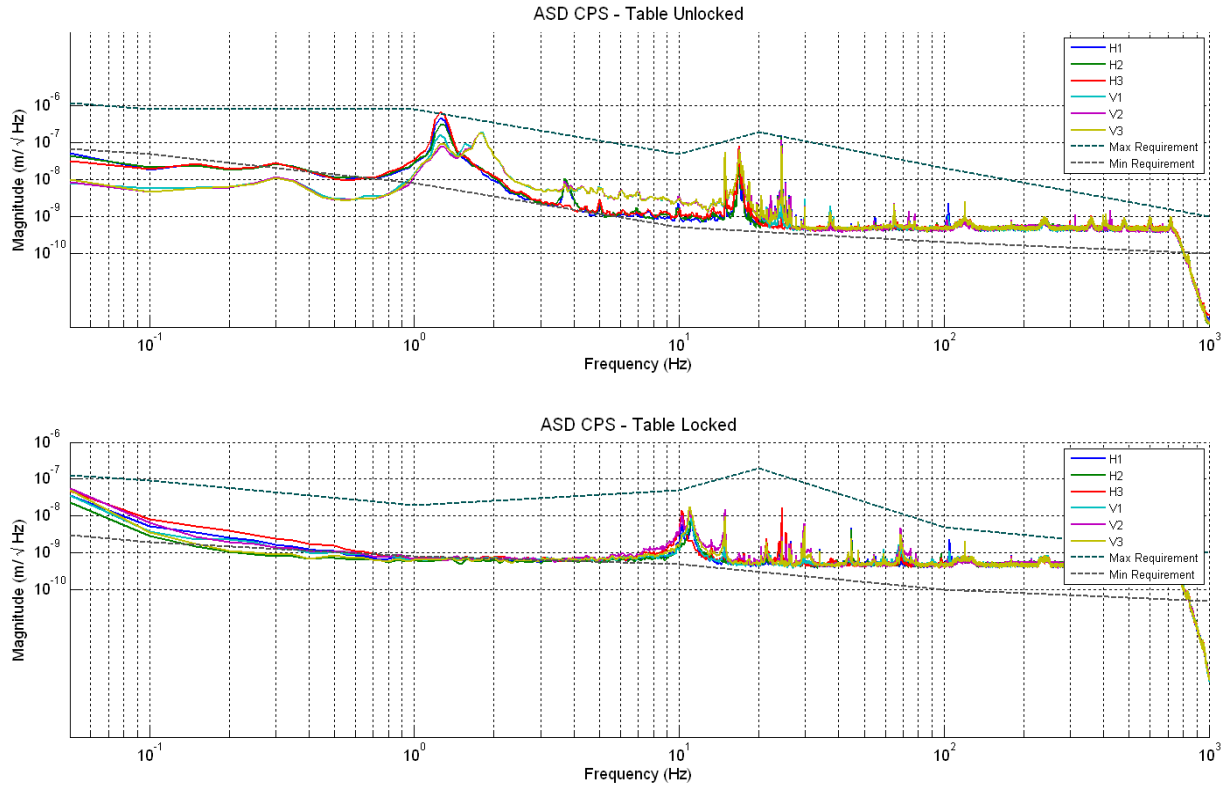 ASD CPS - Table Unlocked
Magnitude (m/√ Hz)
10^-6
10^-7
10^-8
10^-9
10^-10
H1
H2
H3
V1
V2
V3
Max Requirement
Min Requirement
10^-1
10^0
10^1
10^2
10^3
Frequency (Hz)
ASD CPS - Table Locked
Magnitude (m/√ Hz)
10^-6
10^-7
10^-8
10^-9
10^-10
H1
H2
H3
V1
V2
V3
Max Requirement
Min Requirement
10^-1
10^0
10^1
10^2
10^3
Frequency (Hz)